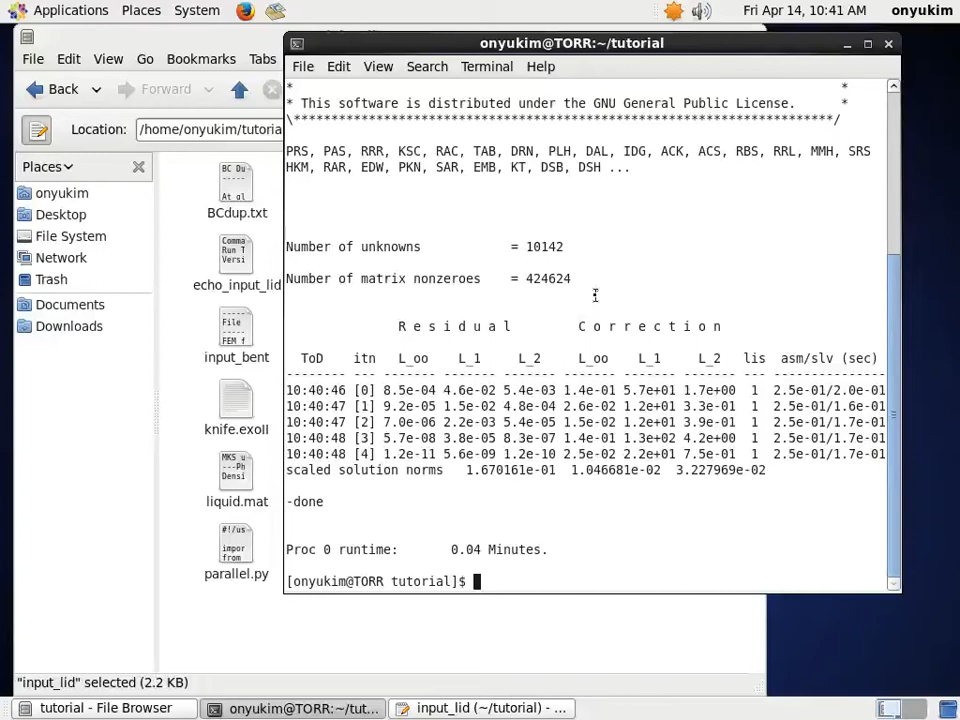 Applications Places System Fri Apr 14, 10:41 AM onyukim
File Edit View Go Bookmarks Tabs
Back Forward
Location: /home/onyukim/tutoria
Places
onyukim
Desktop
File System
Network
Trash
Documents
Downloads
BC Du
-----
At gl
BCdup.txt
Comma
Run T
Versi
echo_input_lid
----
File
----
FEM f
input_bent
knife.exoII
MKS u
---Ph
Densi
liquid.mat
#!/us
impor
from
parallel.py
"input_lid" selected (2.2 KB)
onyukim@TORR:~/tutorial
File Edit View Search Terminal Help
* *
* This software is distributed under the GNU General Public License. *
\************************************************************************/
PRS, PAS, RRR, KSC, RAC, TAB, DRN, PLH, DAL, IDG, ACK, ACS, RBS, RRL, MMH, SRS
HKM, RAR, EDW, PKN, SAR, EMB, KT, DSB, DSH ...
Number of unknowns = 10142
Number of matrix nonzeroes = 424624
R e s i d u a l C o r r e c t i o n
ToD itn L_oo L_1 L_2 L_oo L_1 L_2 lis asm/slv (sec)
-------- --- ------- ------- ------- ------- ------- ------- --- ---------------
10:40:46 [0] 8.5e-04 4.6e-02 5.4e-03 1.4e-01 5.7e+01 1.7e+00 1 2.5e-01/2.0e-01
10:40:47 [1] 9.2e-05 1.5e-02 4.8e-04 2.6e-02 1.2e+01 3.3e-01 1 2.5e-01/1.6e-01
10:40:47 [2] 7.0e-06 2.2e-03 5.4e-05 1.5e-02 1.2e+01 3.9e-01 1 2.5e-01/1.7e-01
10:40:48 [3] 5.7e-08 3.8e-05 8.3e-07 1.4e-01 1.3e+02 4.2e+00 1 2.5e-01/1.7e-01
10:40:48 [4] 1.2e-11 5.6e-09 1.2e-10 2.5e-02 2.2e+01 7.5e-01 1 2.5e-01/1.7e-01
scaled solution norms 1.670161e-01 1.046681e-02 3.227969e-02
-done
Proc 0 runtime: 0.04 Minutes.
[onyukim@TORR tutorial]$
tutorial - File Browser onyukim@TORR:~/tut... input_lid (~/tutorial) - ...